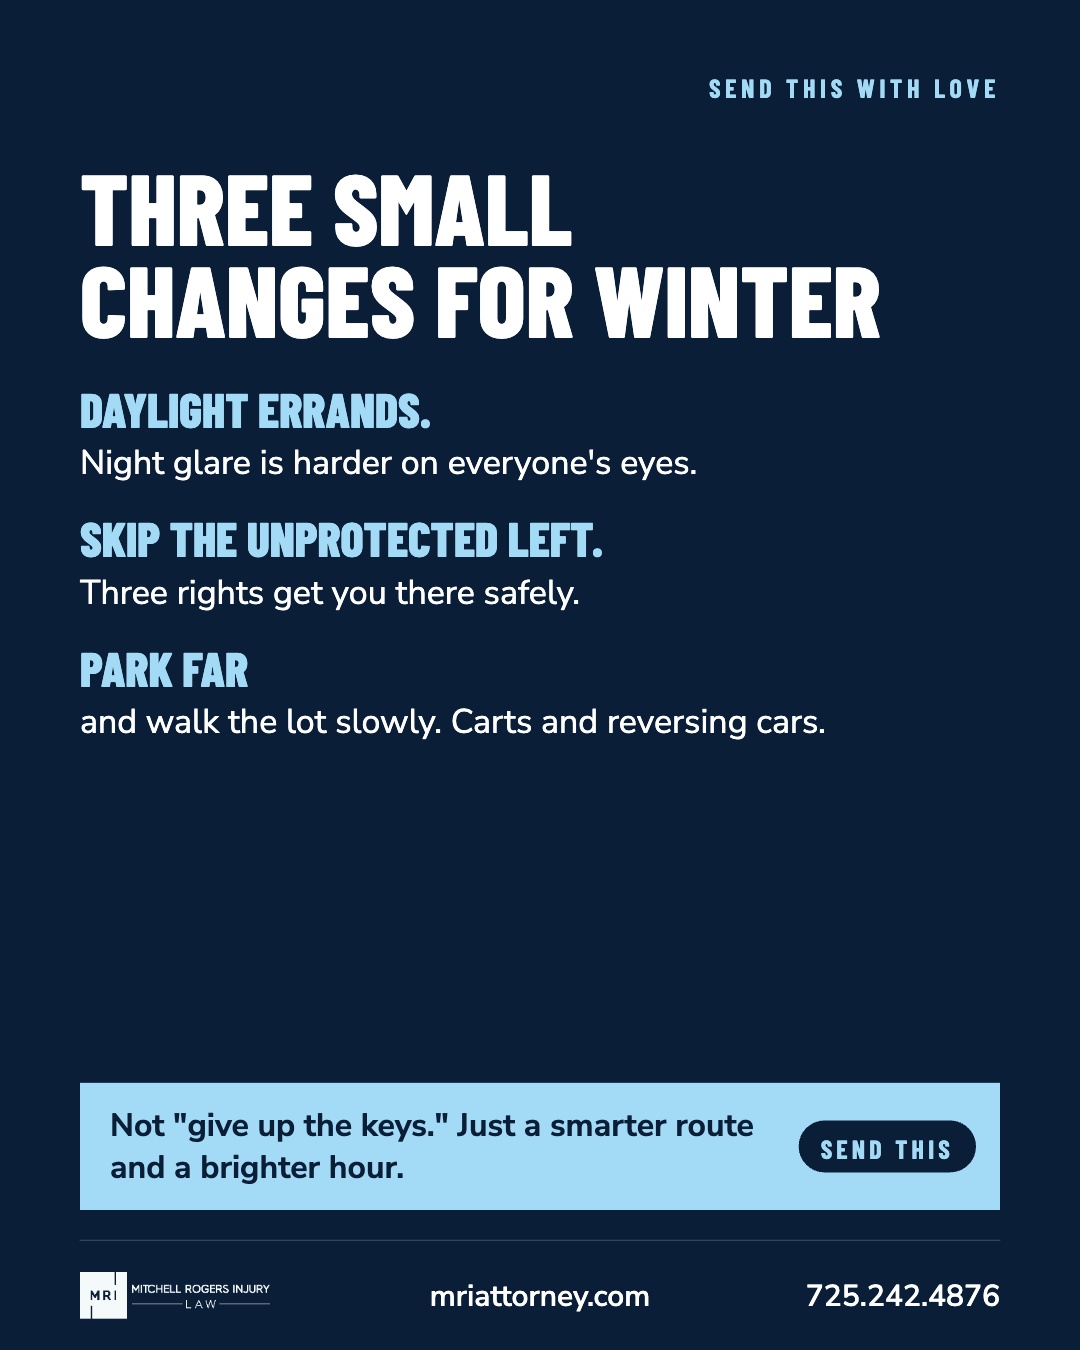 SEND THIS WITH LOVE
THREE SMALL
CHANGES FOR WINTER
DAYLIGHT ERRANDS.
Night glare is harder on everyone's eyes.
SKIP THE UNPROTECTED LEFT.
Three rights get you there safely.
PARK FAR
and walk the lot slowly. Carts and reversing cars.
Not "give up the keys." Just a smarter route
and a brighter hour.
SEND THIS
MRI
MITCHELL ROGERS INJURY
LAW
mriattorney.com
725.242.4876